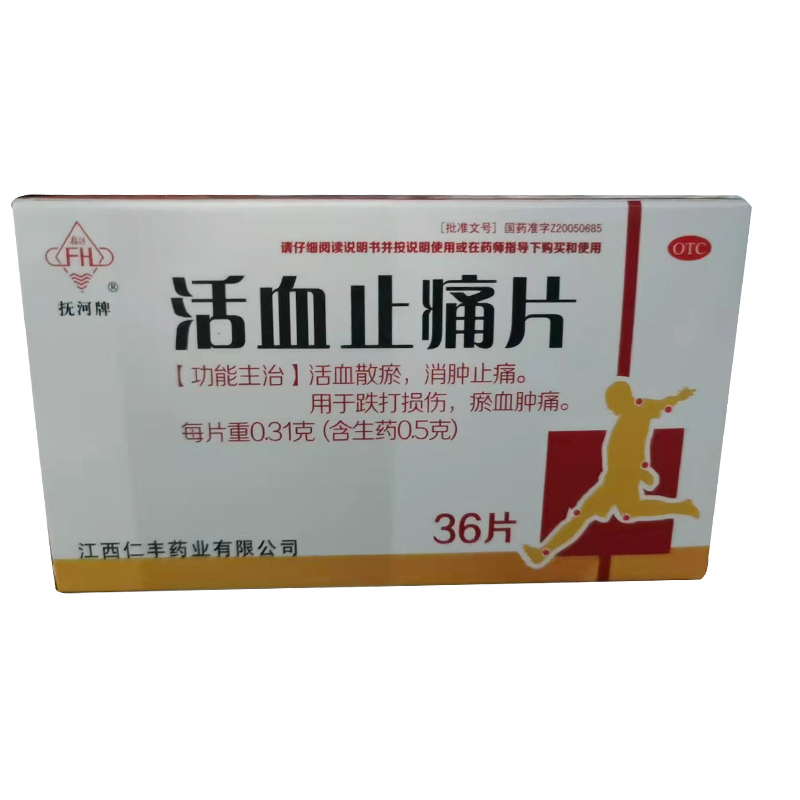 [批准文号] 国药准字Z20050685
请仔细阅读说明书并按说明使用或在药师指导下购买和使用
OTC
FH
®
抚河牌
活血止痛片
【功能主治】活血散瘀，消肿止痛。
用于跌打损伤，瘀血肿痛。
每片重0.31克(含生药0.5克)
36片
江西仁丰药业有限公司